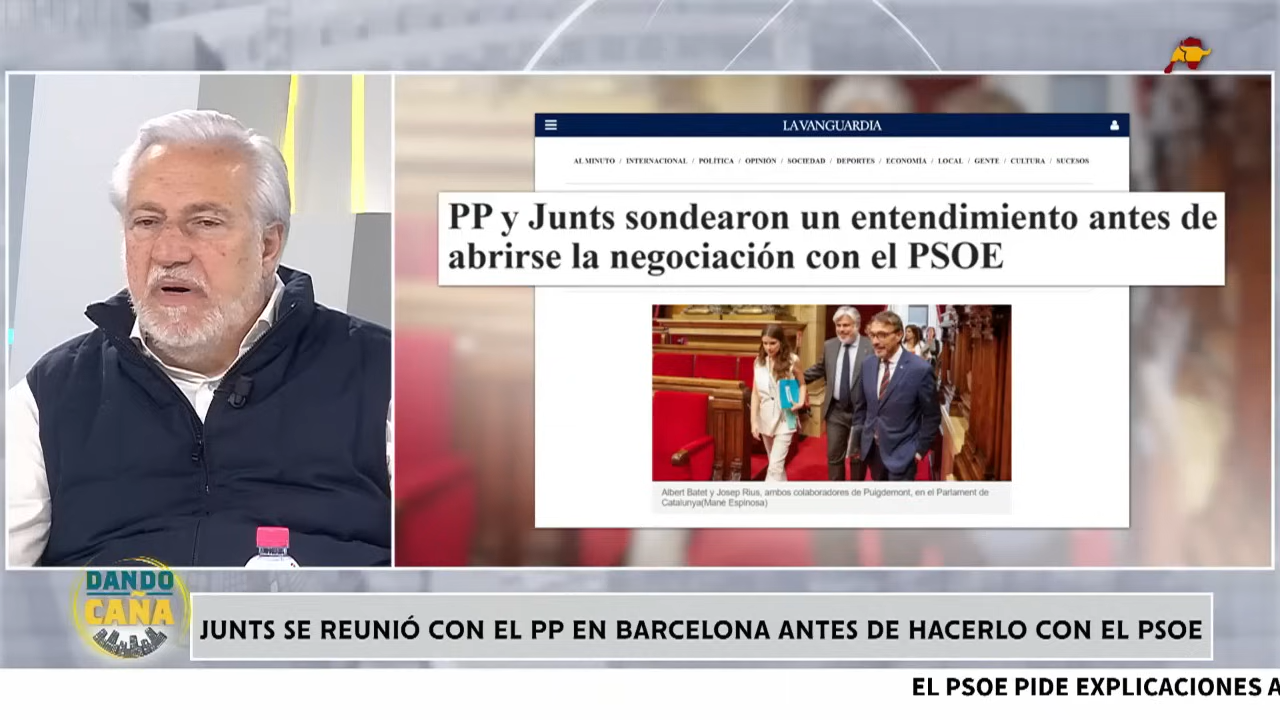 LA VANGUARDIA
AL MINUTO / INTERNACIONAL / POLÍTICA / OPINIÓN / SOCIEDAD / DEPORTES / ECONOMÍA / LOCAL / GENTE / CULTURA / SUCESOS
PP y Junts sondearon un entendimiento antes de
abrirse la negociación con el PSOE
Albert Batet y Josep Rius, ambos colaboradores de Puigdemont, en el Parlament de
Catalunya(Mané Espinosa)
DANDO
CAÑA
JUNTS SE REUNIÓ CON EL PP EN BARCELONA ANTES DE HACERLO CON EL PSOE
EL PSOE PIDE EXPLICACIONES A